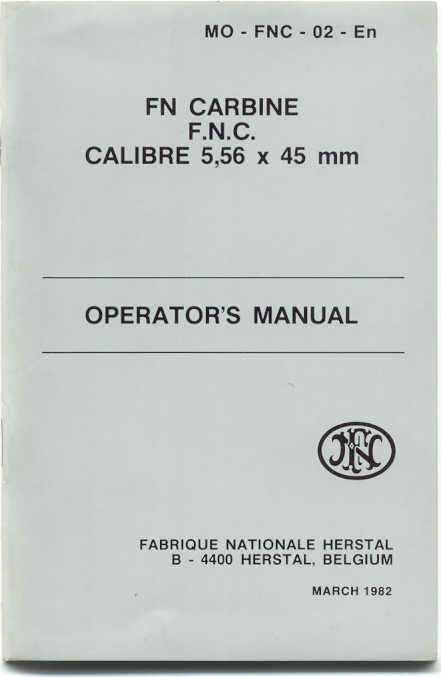 MO - FNC - 02 - En
FN CARBINE
F.N.C.
CALIBRE 5,56 x 45 mm
OPERATOR'S MANUAL
FN
FABRIQUE NATIONALE HERSTAL
B - 4400 HERSTAL, BELGIUM
MARCH 1982